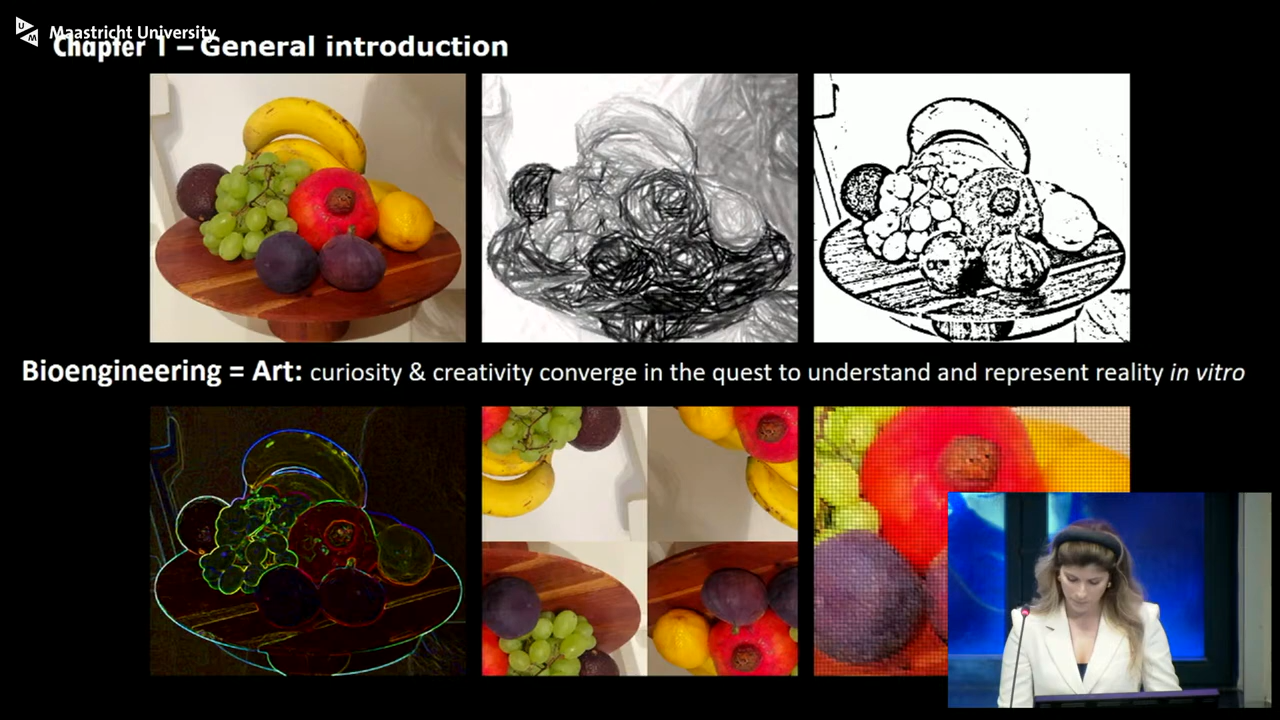 UM Maastricht University
Chapter 1 – General introduction
Bioengineering = Art: curiosity & creativity converge in the quest to understand and represent reality in vitro